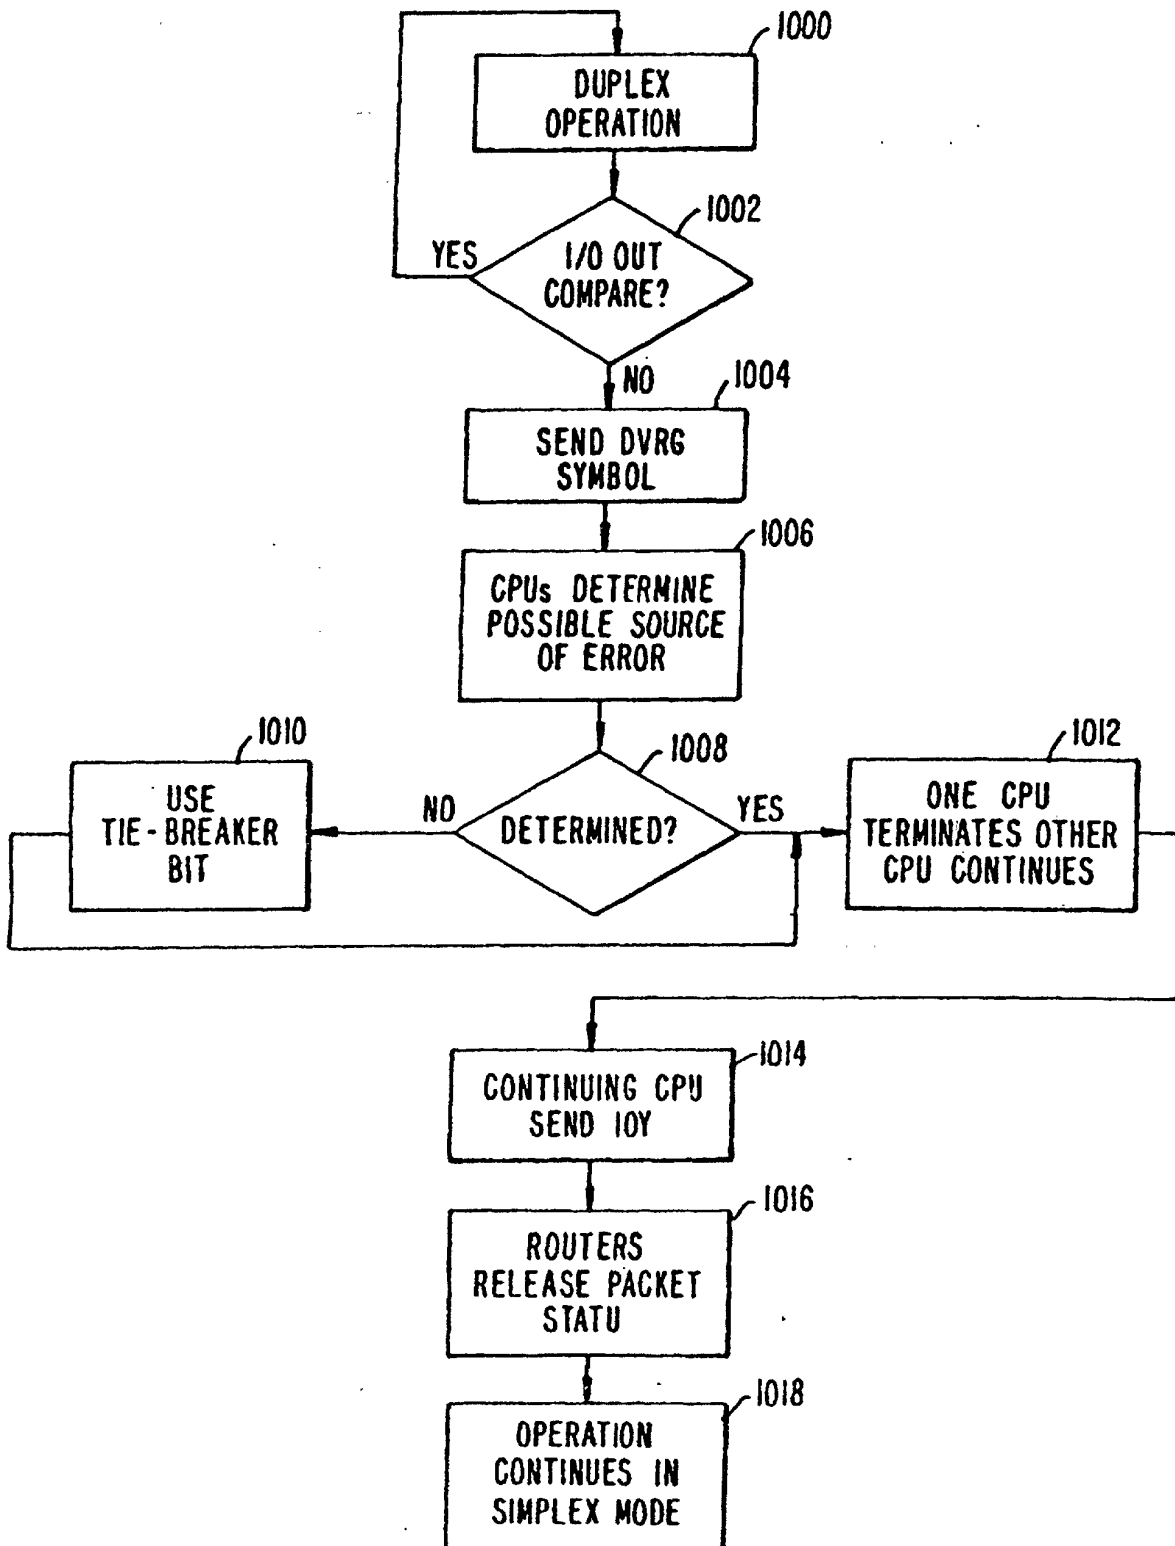 1000
DUPLEX
OPERATION
1002
YES
I/O OUT
COMPARE?
NO
1004
SEND DVRG
SYMBOL
1006
CPUs DETERMINE
POSSIBLE SOURCE
OF ERROR
1010
USE
TIE-BREAKER
BIT
1008
NO
DETERMINED?
YES
1012
ONE CPU
TERMINATES OTHER
CPU CONTINUES
1014
CONTINUING CPU
SEND IOY
1016
ROUTERS
RELEASE PACKET
STATU
1018
OPERATION
CONTINUES IN
SIMPLEX MODE